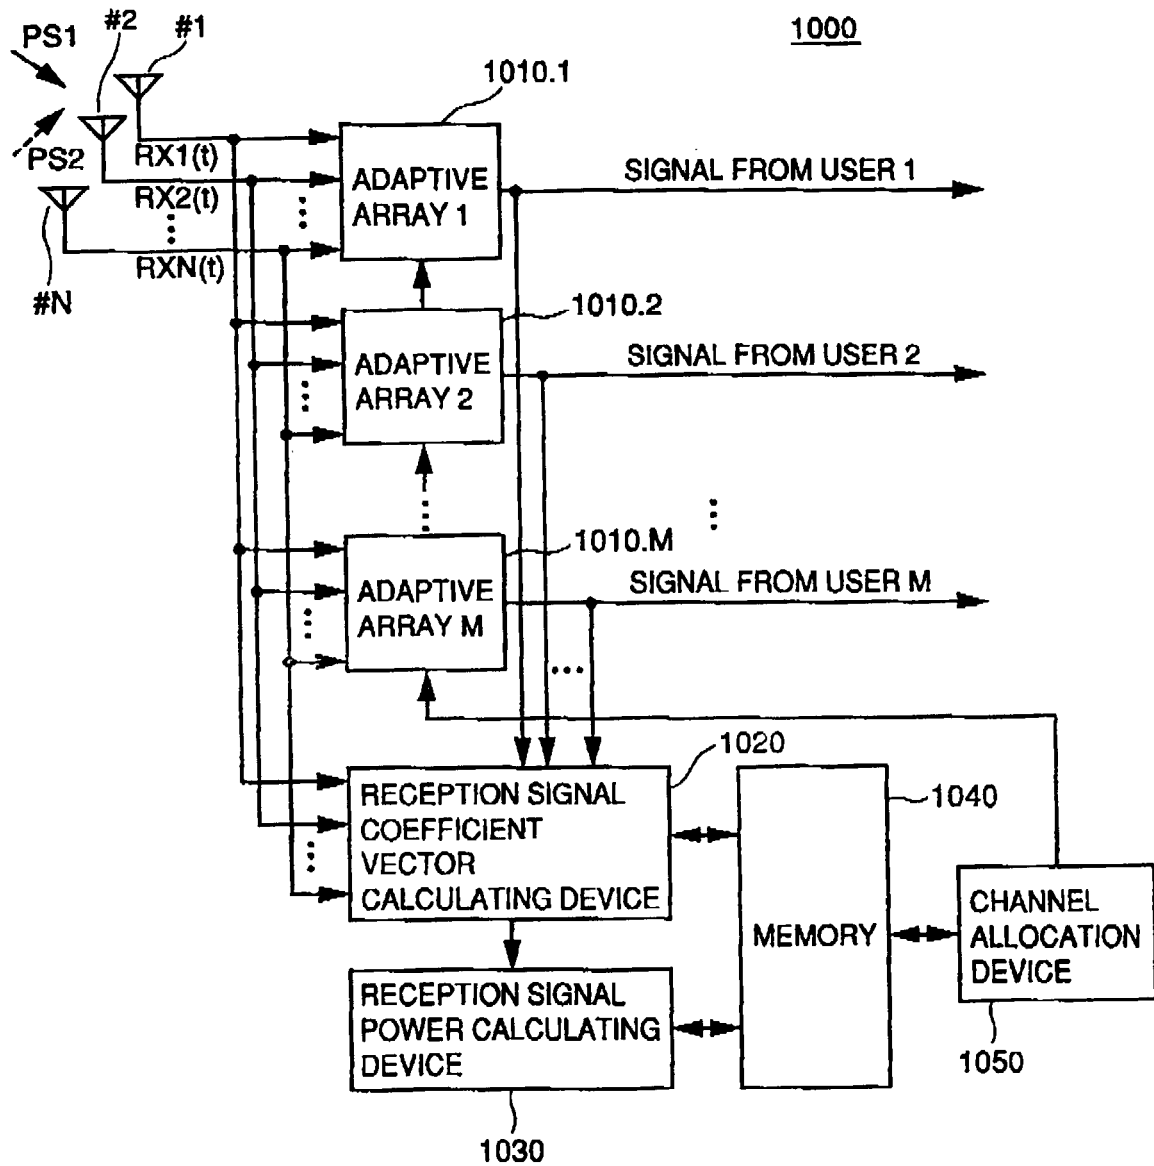 1000
PS1
#2
#1
1010.1
PS2
RX1(t)
RX2(t)
RXN(t)
#N
ADAPTIVE
ARRAY 1
SIGNAL FROM USER 1
1010.2
ADAPTIVE
ARRAY 2
SIGNAL FROM USER 2
1010.M
ADAPTIVE
ARRAY M
SIGNAL FROM USER M
1020
RECEPTION SIGNAL
COEFFICIENT
VECTOR
CALCULATING DEVICE
1040
MEMORY
CHANNEL
ALLOCATION
DEVICE
1050
RECEPTION SIGNAL
POWER CALCULATING
DEVICE
1030